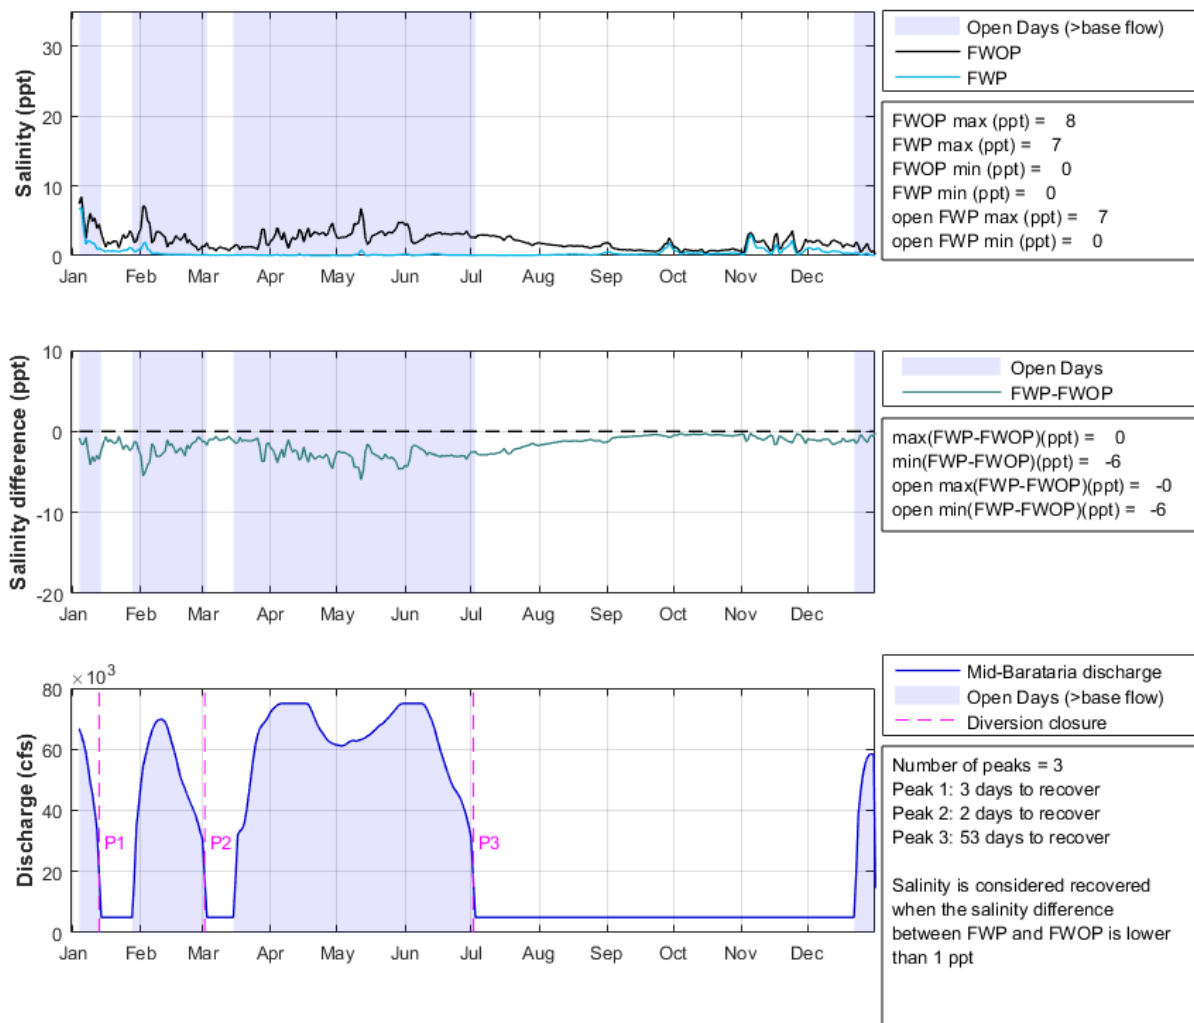 Salinity (ppt)
30
20
10
0
Jan Feb Mar Apr May Jun Jul Aug Sep Oct Nov Dec
Open Days (>base flow)
FWOP
FWP
FWOP max (ppt) = 8
FWP max (ppt) = 7
FWOP min (ppt) = 0
FWP min (ppt) = 0
open FWP max (ppt) = 7
open FWP min (ppt) = 0
Salinity difference (ppt)
10
0
-10
-20
Jan Feb Mar Apr May Jun Jul Aug Sep Oct Nov Dec
Open Days
FWP-FWOP
max(FWP-FWOP)(ppt) = 0
min(FWP-FWOP)(ppt) = -6
open max(FWP-FWOP)(ppt) = -0
open min(FWP-FWOP)(ppt) = -6
Discharge (cfs)
×10³
80
60
40
20
0
P1 P2 P3
Jan Feb Mar Apr May Jun Jul Aug Sep Oct Nov Dec
Mid-Barataria discharge
Open Days (>base flow)
Diversion closure
Number of peaks = 3
Peak 1: 3 days to recover
Peak 2: 2 days to recover
Peak 3: 53 days to recover
Salinity is considered recovered
when the salinity difference
between FWP and FWOP is lower
than 1 ppt